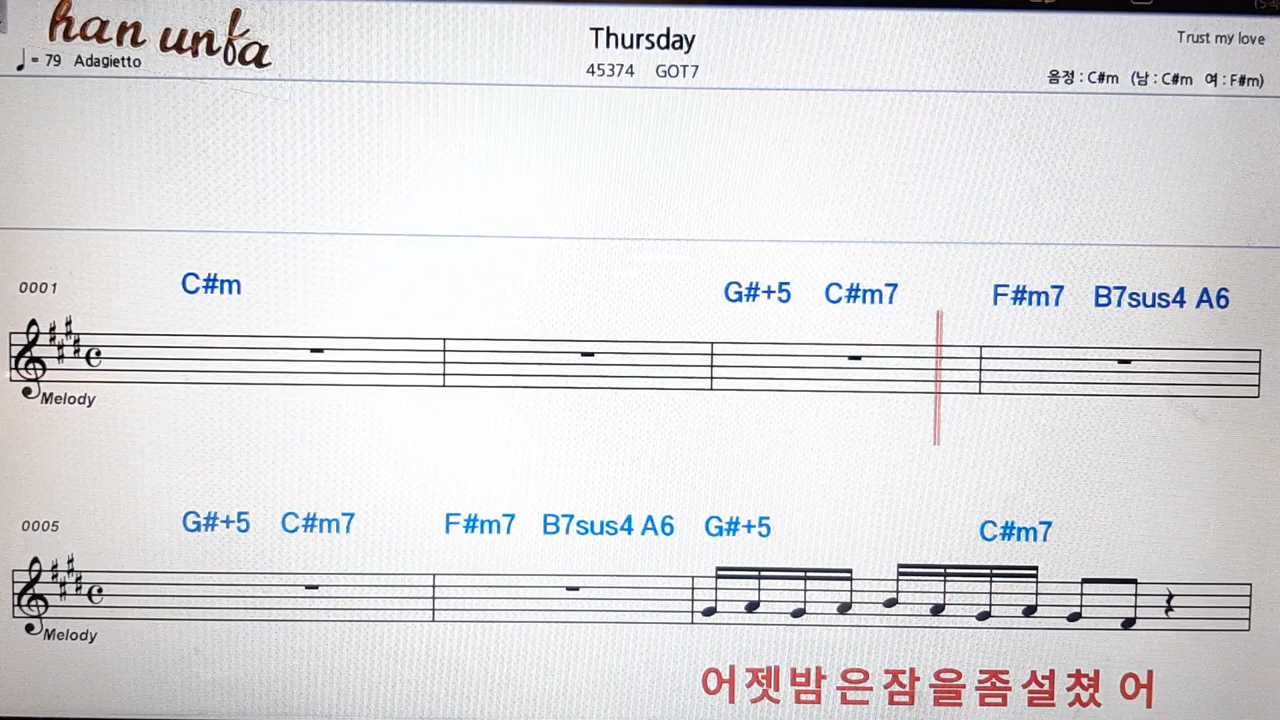 han unfa
Thursday
Trust my love
♩= 79 Adagietto
45374 GOT7
음정 : C#m (남 : C#m 여 : F#m)
C#m G#+5 C#m7 F#m7 B7sus4 A6
0001
Melody
G#+5 C#m7 F#m7 B7sus4 A6 G#+5 C#m7
0005
Melody
어젯밤은잠을좀설쳤 어